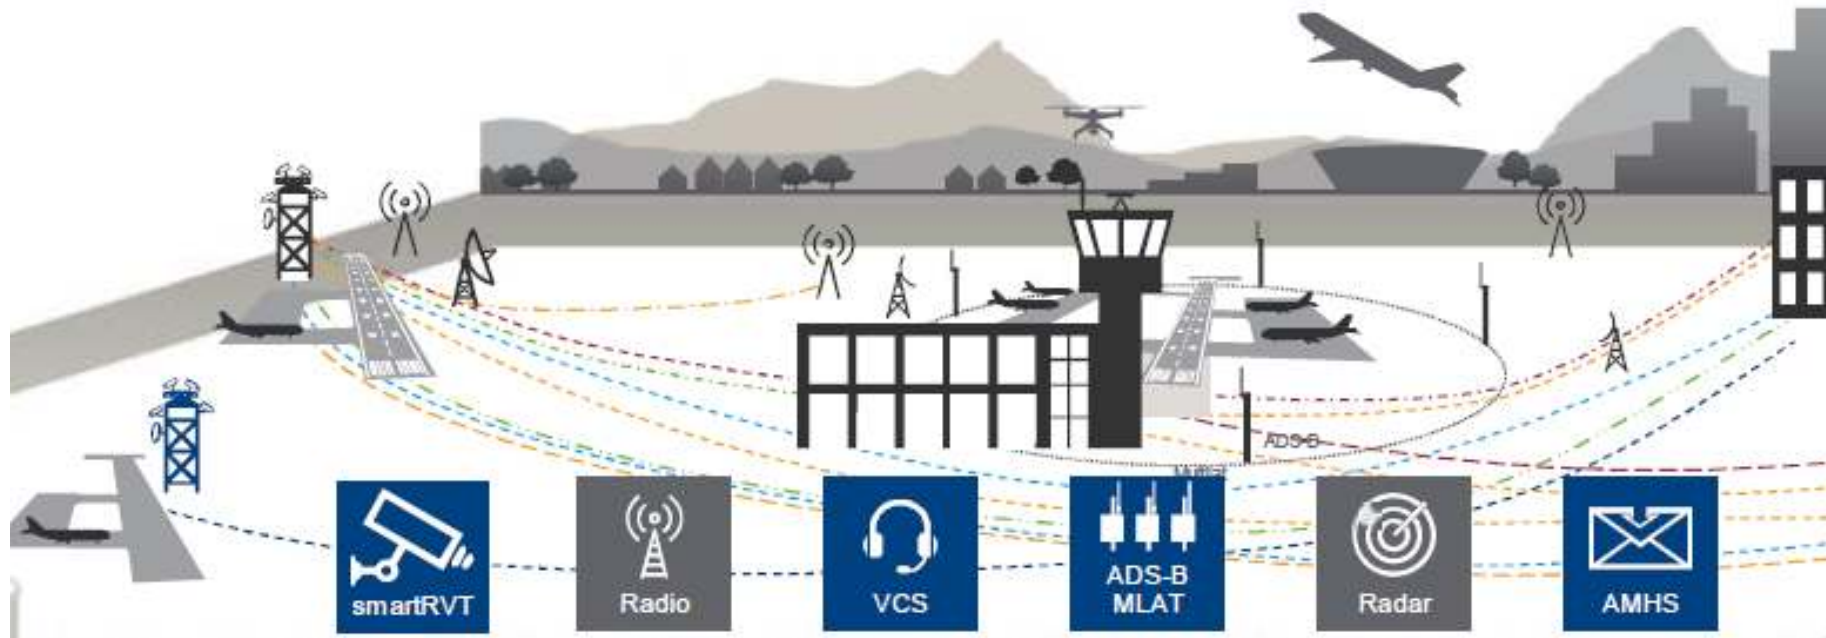 ADS-B
smartRVT
Radio
VCS
ADS-B
MLAT
Radar
AMHS